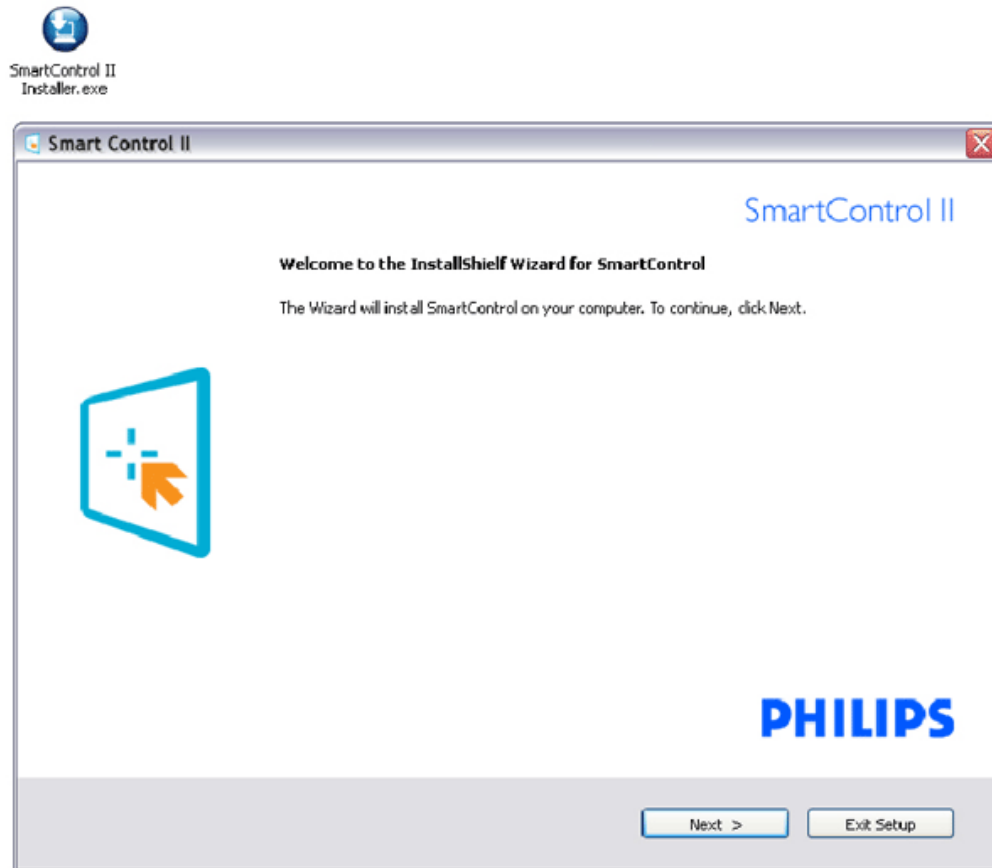 SmartControl II
Installer.exe
Smart Control II
SmartControl II
Welcome to the InstallShielf Wizard for SmartControl
The Wizard will install SmartControl on your computer. To continue, click Next.
PHILIPS
Next >
Exit Setup